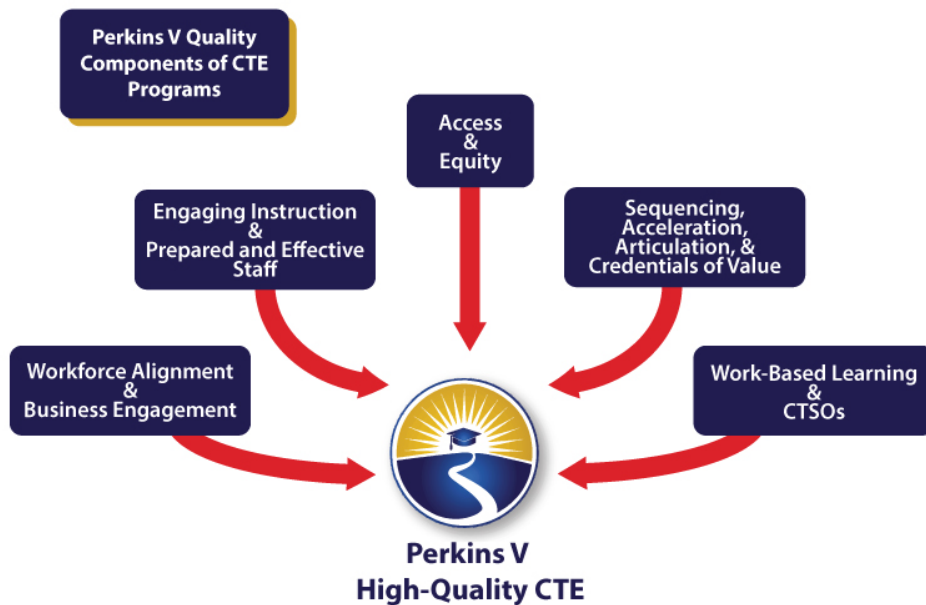 Perkins V Quality
Components of CTE
Programs
Access
&
Equity
Engaging Instruction
&
Prepared and Effective
Staff
Sequencing,
Acceleration,
Articulation, &
Credentials of Value
Workforce Alignment
&
Business Engagement
Work-Based Learning
&
CTSOs
Perkins V
High-Quality CTE